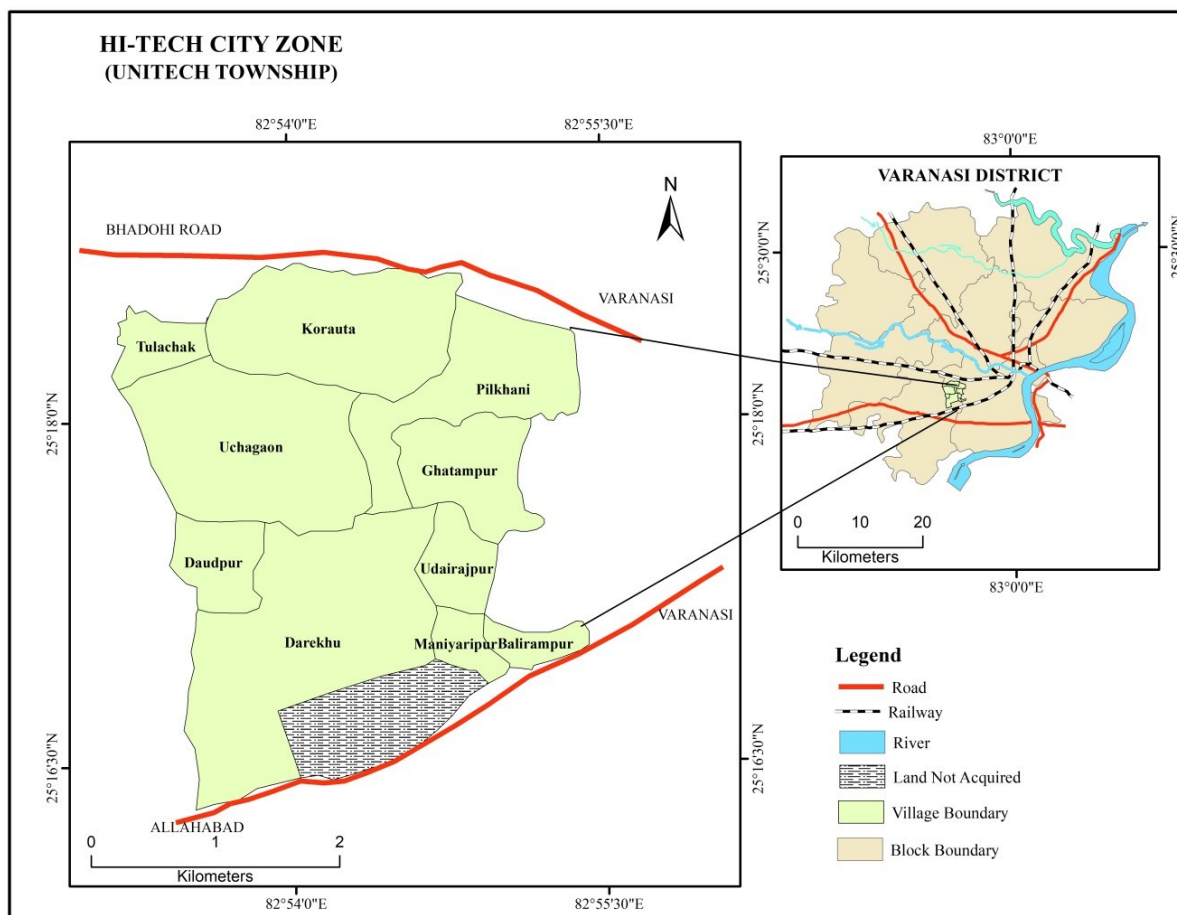 HI-TECH CITY ZONE
(UNITECH TOWNSHIP)
82°54'0"E
82°55'30"E
N
BHADOHI ROAD
VARANASI
Korauta
Tulachak
Pilkhani
25°18'0"N
Uchagaon
Ghatampur
Daudpur
Udairajpur
VARANASI
Darekhu
Maniyaripur
Balirampur
25°16'30"N
ALLAHABAD
0 1 2
Kilometers
82°54'0"E
82°55'30"E
83°0'0"E
VARANASI DISTRICT
25°30'0"N
25°18'0"N
0 10 20
Kilometers
83°0'0"E
25°16'30"N
Legend
Road
Railway
River
Land Not Acquired
Village Boundary
Block Boundary